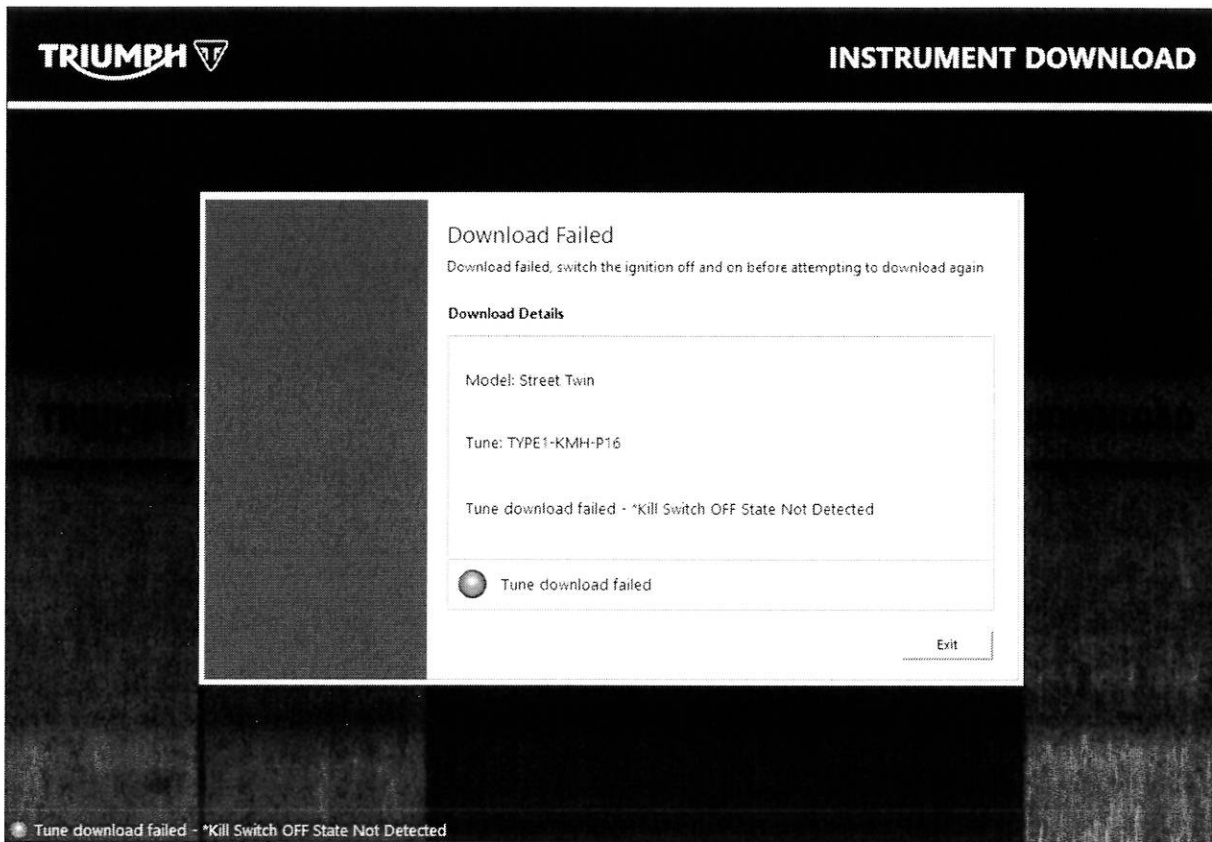 TRIUMPH
INSTRUMENT DOWNLOAD
Download Failed
Download failed, switch the ignition off and on before attempting to download again
Download Details
Model: Street Twin
Tune: TYPE1-KMH-P16
Tune download failed - *Kill Switch OFF State Not Detected
Tune download failed
Exit
Tune download failed - *Kill Switch OFF State Not Detected